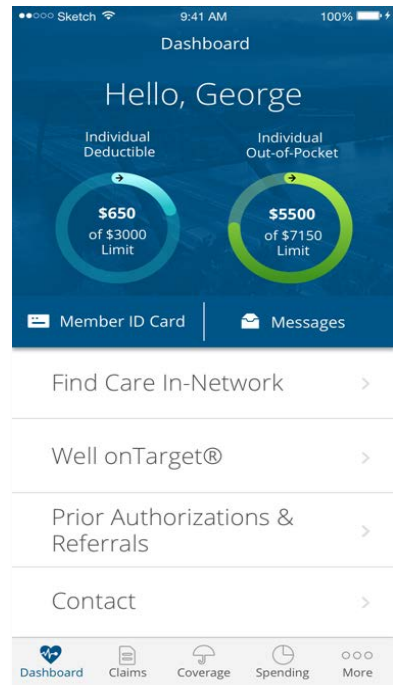 Sketch 9:41 AM 100%
Dashboard
Hello, George
Individual
Deductible
Individual
Out-of-Pocket
$650
of $3000
Limit
$5500
of $7150
Limit
Member ID Card
Messages
Find Care In-Network
Well onTarget®
Prior Authorizations &
Referrals
Contact
Dashboard Claims Coverage Spending More